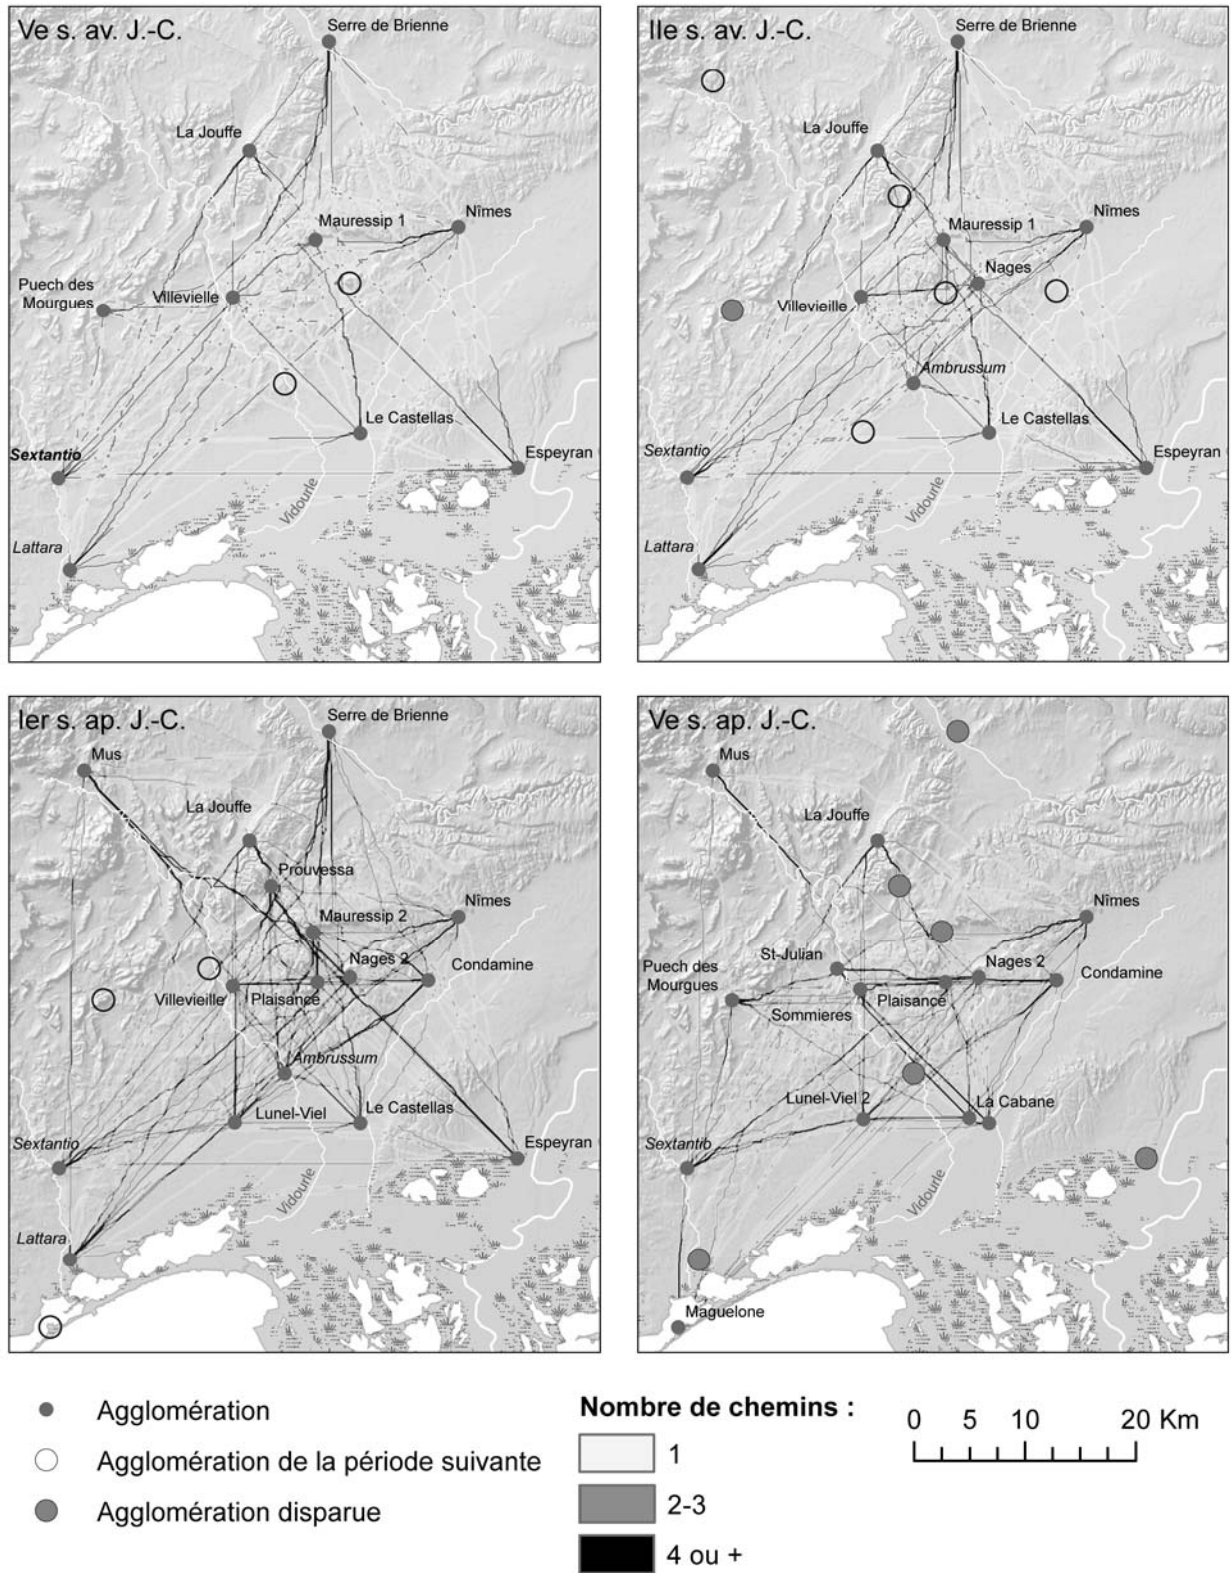 Ve s. av. J.-C.
Serre de Brienne
La Jouffe
Mauressip 1
Nîmes
Puech des
Mourgues
Villevieille
Le Castellas
Sextantio
Espeyran
Vidourle
Lattara
IIe s. av. J.-C.
Serre de Brienne
La Jouffe
Mauressip 1
Nîmes
Nages
Villevieille
Ambrussum
Le Castellas
Sextantio
Espeyran
Vidourle
Lattara
Ier s. ap. J.-C.
Serre de Brienne
Mus
La Jouffe
Prouvessa
Mauressip 2
Nîmes
Nages 2
Condamine
Villevieille
Plaisance
Ambrussum
Lunel-Viel
Le Castellas
Sextantio
Espeyran
Vidourle
Lattara
Ve s. ap. J.-C.
Mus
La Jouffe
Nîmes
St-Julian
Puech des
Mourgues
Nages 2
Condamine
Plaisance
Sommieres
Lunel-Viel 2
La Cabane
Sextantio
Vidourle
Maguelone
Agglomération
Agglomération de la période suivante
Agglomération disparue
Nombre de chemins :
1
2-3
4 ou +
0 5 10 20 Km